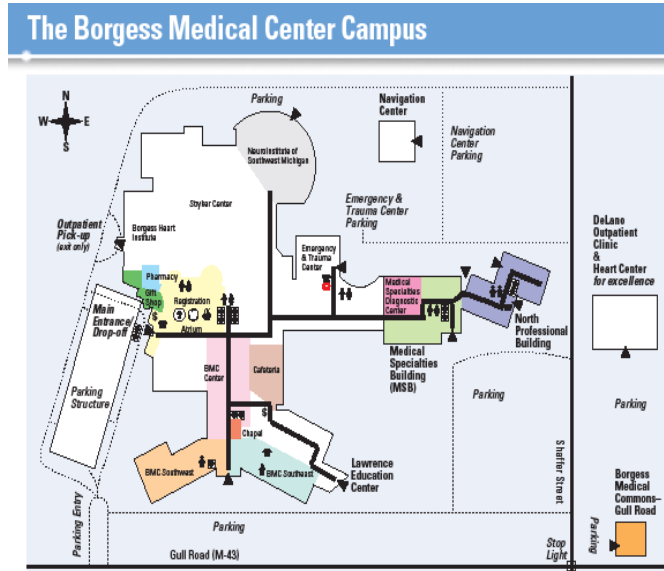 The Borgess Medical Center Campus
N
W
E
S
Parking
Navigation
Center
Navigation
Center
Parking
Neuroinstitute of
Southwest Michigan
Stryker Center
Emergency &
Trauma Center
Parking
Outpatient
Pick-up
(exit only)
Borgess Heart
Institute
Emergency
& Trauma
Center
DeLano
Outpatient
Clinic
&
Heart Center
for excellence
Pharmacy
Gift
Shop
Registration
Medical
Specialties
Diagnostic
Center
Main
Entrance/
Drop-off
$
?
Atrium
North
Professional
Building
Medical
Specialties
Building
(MSB)
BMC
Center
Cafeteria
Parking
Structure
Parking
Parking
$
Chapel
Shaffer Street
BMC Southwest
BMC Southeast
Lawrence
Education
Center
Borgess
Medical
Commons–
Gull Road
Parking Entry
Parking
Parking
Gull Road (M-43)
Stop
Light